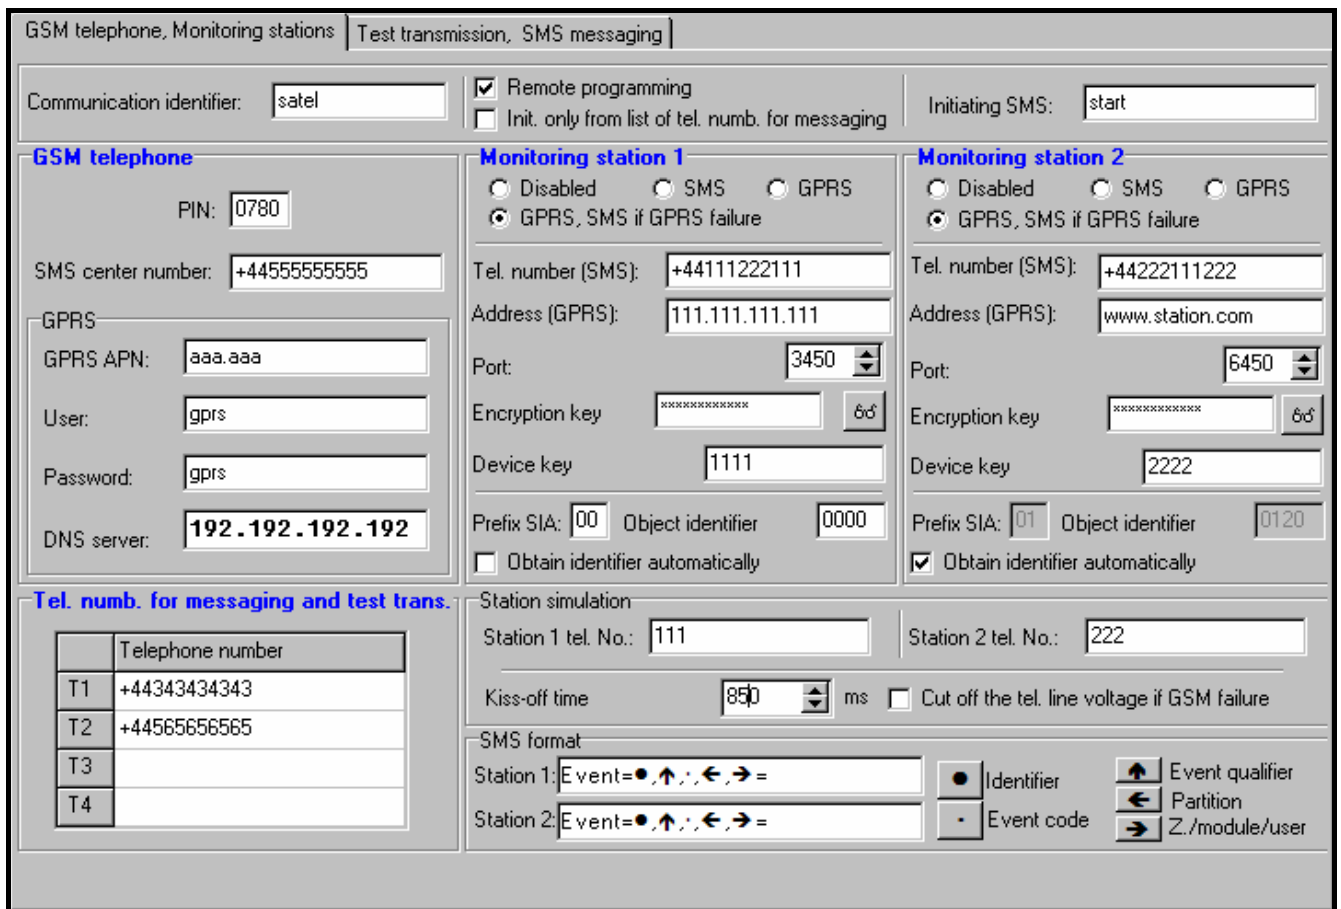 GSM telephone, Monitoring stations
Test transmission, SMS messaging
Communication identifier: satel
Remote programming
Init. only from list of tel. numb. for messaging
Initiating SMS: start
GSM telephone
PIN: 0780
SMS center number: +44555555555
GPRS
GPRS APN: aaa.aaa
User: gprs
Password: gprs
DNS server: 192.192.192.192
Monitoring station 1
Disabled SMS GPRS
GPRS, SMS if GPRS failure
Tel. number (SMS): +44111222111
Address (GPRS): 111.111.111.111
Port: 3450
Encryption key ************
Device key 1111
Prefix SIA: 00 Object identifier 0000
Obtain identifier automatically
Monitoring station 2
Disabled SMS GPRS
GPRS, SMS if GPRS failure
Tel. number (SMS): +44222111222
Address (GPRS): www.station.com
Port: 6450
Encryption key ************
Device key 2222
Prefix SIA: 01 Object identifier 0120
Obtain identifier automatically
Tel. numb. for messaging and test trans.
Telephone number
T1 +44343434343
T2 +44565656565
T3
T4
Station simulation
Station 1 tel. No.: 111 Station 2 tel. No.: 222
Kiss-off time 850 ms Cut off the tel. line voltage if GSM failure
SMS format
Station 1: Event=●,↑,·,←,→=
Station 2: Event=●,↑,·,←,→=
● Identifier
· Event code
↑ Event qualifier
← Partition
→ Z./module/user